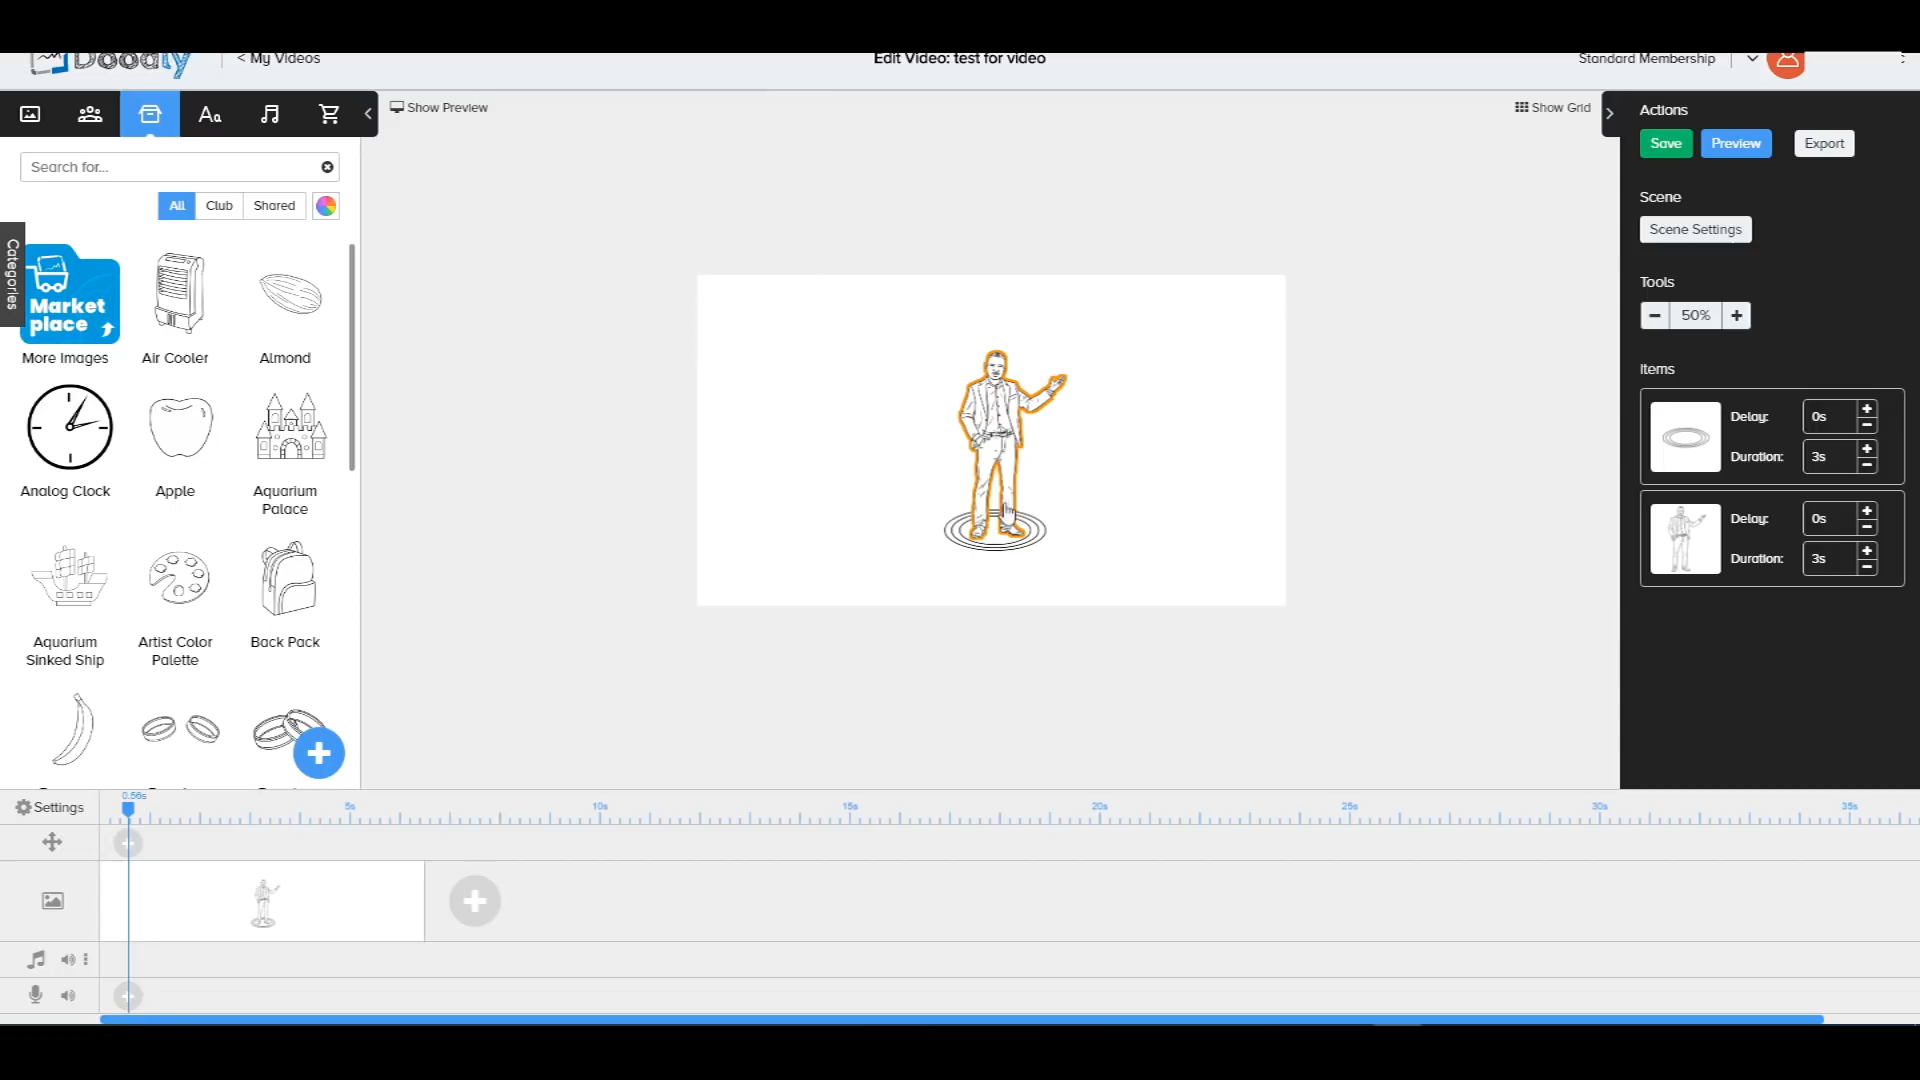 Doodly
< My Videos
Edit Video: test for video
Standard Membership
Aa
Show Preview
Show Grid
Actions
Save
Preview
Export
Search for...
All
Club
Shared
Scene
Scene Settings
Categories
Market
place
More Images
Air Cooler
Almond
Tools
50%
Items
Delay:
0s
Duration:
3s
Analog Clock
Apple
Aquarium
Palace
Delay:
0s
Duration:
3s
Aquarium
Sinked Ship
Artist Color
Palette
Back Pack
Settings
0.56s
5s
10s
15s
20s
25s
30s
35s